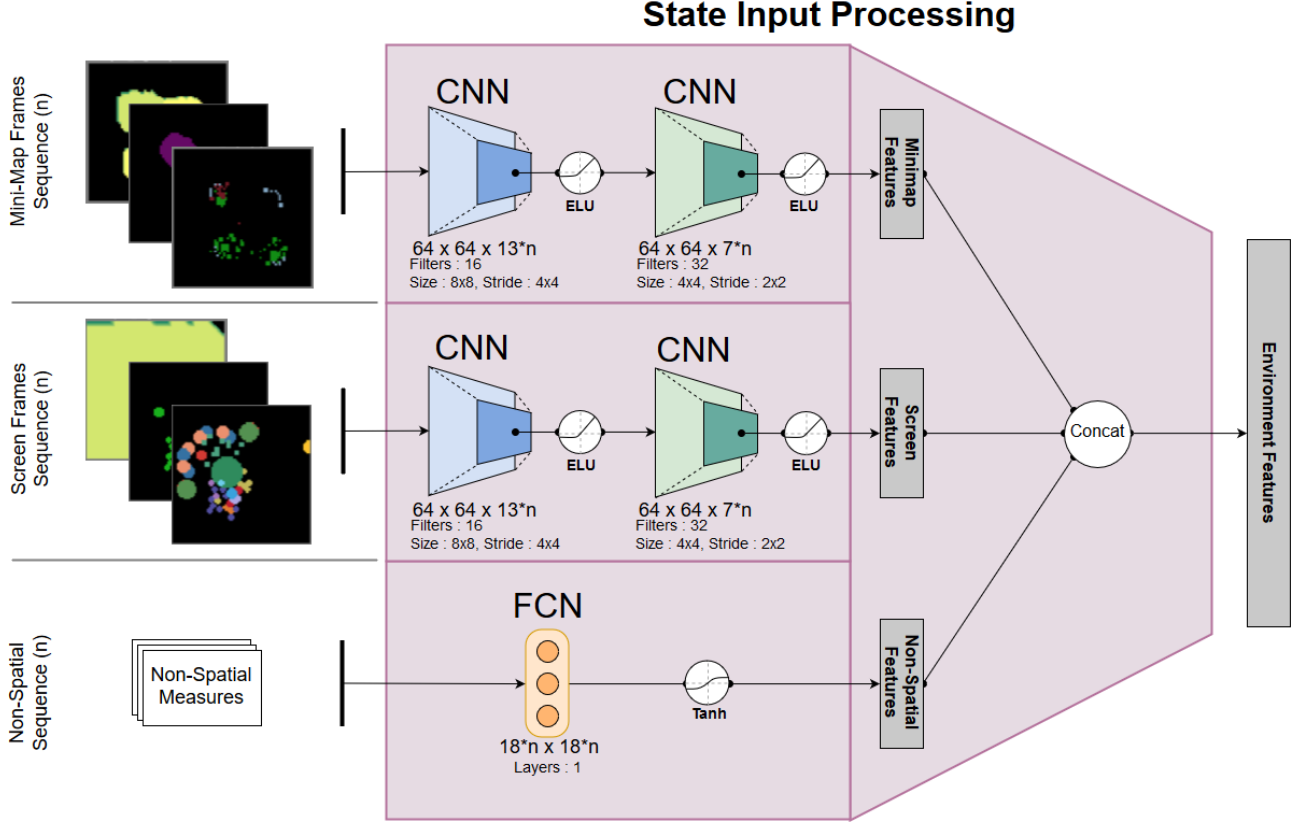 State Input Processing
Mini-Map Frames
Sequence (n)
CNN
CNN
ELU
ELU
64 x 64 x 13*n
Filters : 16
Size : 8x8, Stride : 4x4
64 x 64 x 7*n
Filters : 32
Size : 4x4, Stride : 2x2
Minimap
Features
Screen Frames
Sequence (n)
CNN
CNN
ELU
ELU
64 x 64 x 13*n
Filters : 16
Size : 8x8, Stride : 4x4
64 x 64 x 7*n
Filters : 32
Size : 4x4, Stride : 2x2
Screen
Features
Concat
Environment Features
Non-Spatial
Sequence (n)
Non-Spatial
Measures
FCN
18*n x 18*n
Layers : 1
Tanh
Non-Spatial
Features